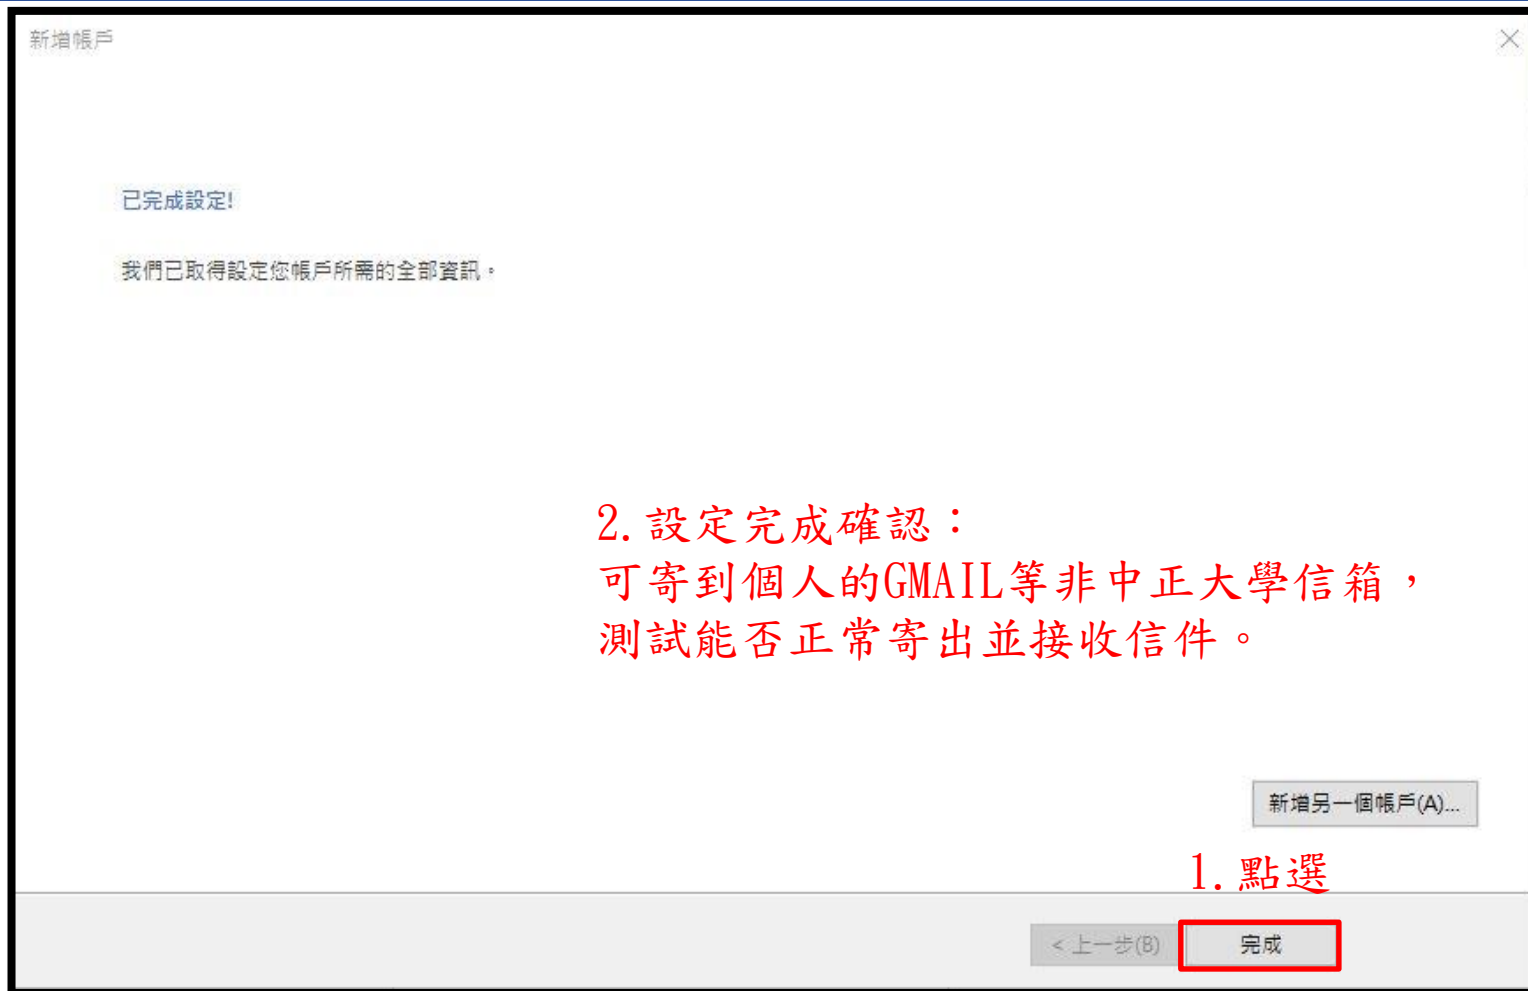 新增帳戶
已完成設定!
我們已取得設定您帳戶所需的全部資訊。
2.設定完成確認：
可寄到個人的GMAIL等非中正大學信箱，
測試能否正常寄出並接收信件。
新增另一個帳戶(A)...
1.點選
< 上一步(B)
完成